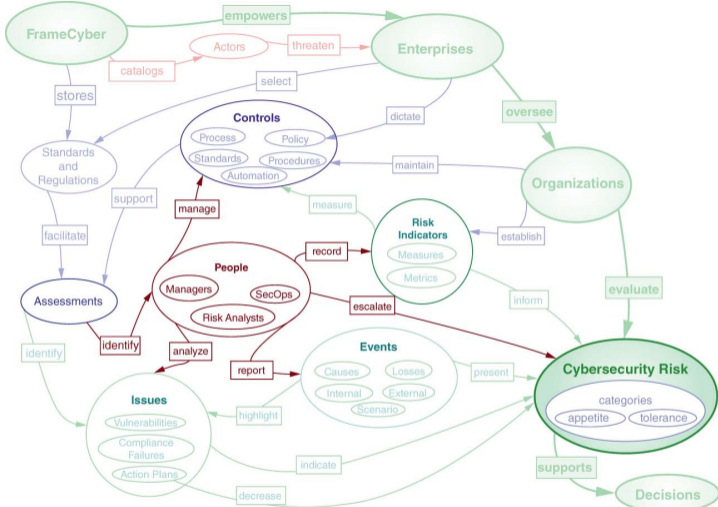 FrameCyber
empowers
Enterprises
Actors
threaten
catalogs
stores
select
oversee
Controls
Process
Policy
Standards
Procedures
Automation
dictate
Standards
and
Regulations
support
maintain
Organizations
manage
measure
Risk
Indicators
Measures
Metrics
establish
facilitate
People
Managers
SecOps
Risk Analysts
record
escalate
inform
evaluate
Assessments
identify
identify
analyze
report
Events
Causes
Losses
Internal
External
Scenario
present
Cybersecurity Risk
categories
appetite
tolerance
Issues
Vulnerabilities
Compliance
Failures
Action Plans
highlight
indicate
decrease
supports
Decisions